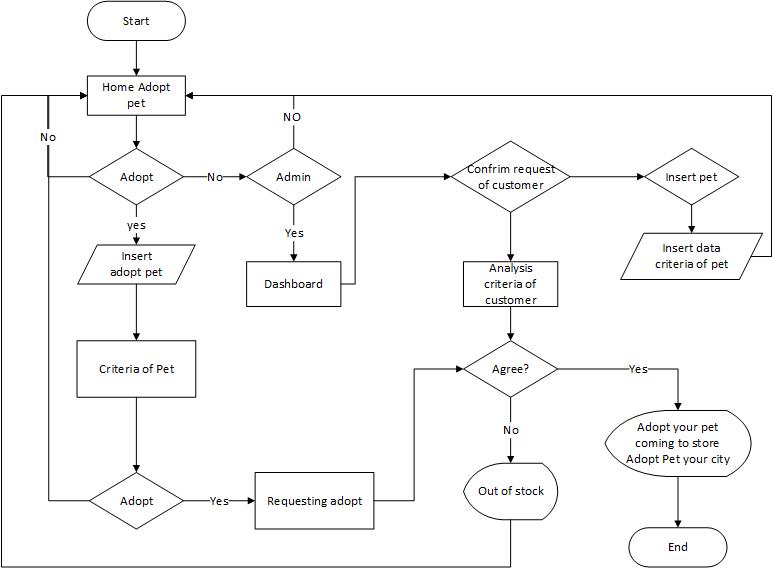 Start
Home Adopt
pet
No
NO
Adopt
No
Admin
Confrim request
of customer
Insert pet
yes
Yes
Insert
adopt pet
Dashboard
Analysis
criteria of
customer
Insert data
criteria of pet
Criteria of Pet
Agree?
Yes
No
Adopt your pet
coming to store
Adopt Pet your city
Adopt
Yes
Requesting adopt
Out of stock
End